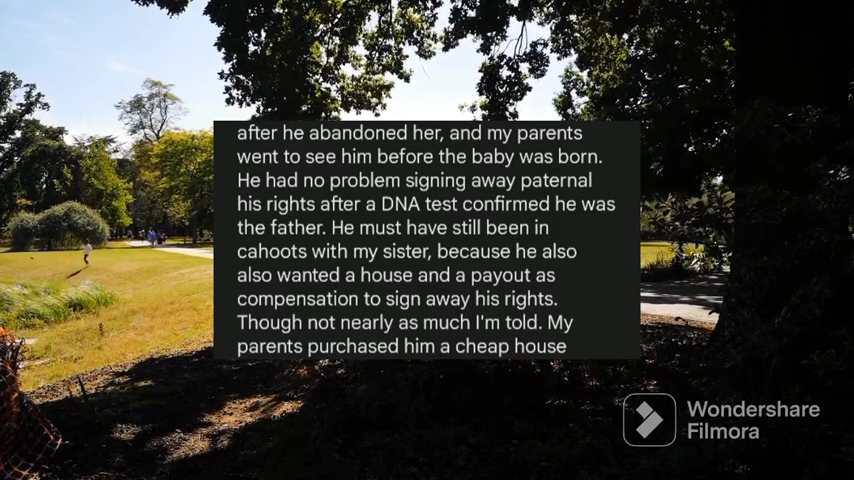 after he abandoned her, and my parents
went to see him before the baby was born.
He had no problem signing away paternal
his rights after a DNA test confirmed he was
the father. He must have still been in
cahoots with my sister, because he also
also wanted a house and a payout as
compensation to sign away his rights.
Though not nearly as much I'm told. My
parents purchased him a cheap house
Wondershare
Filmora